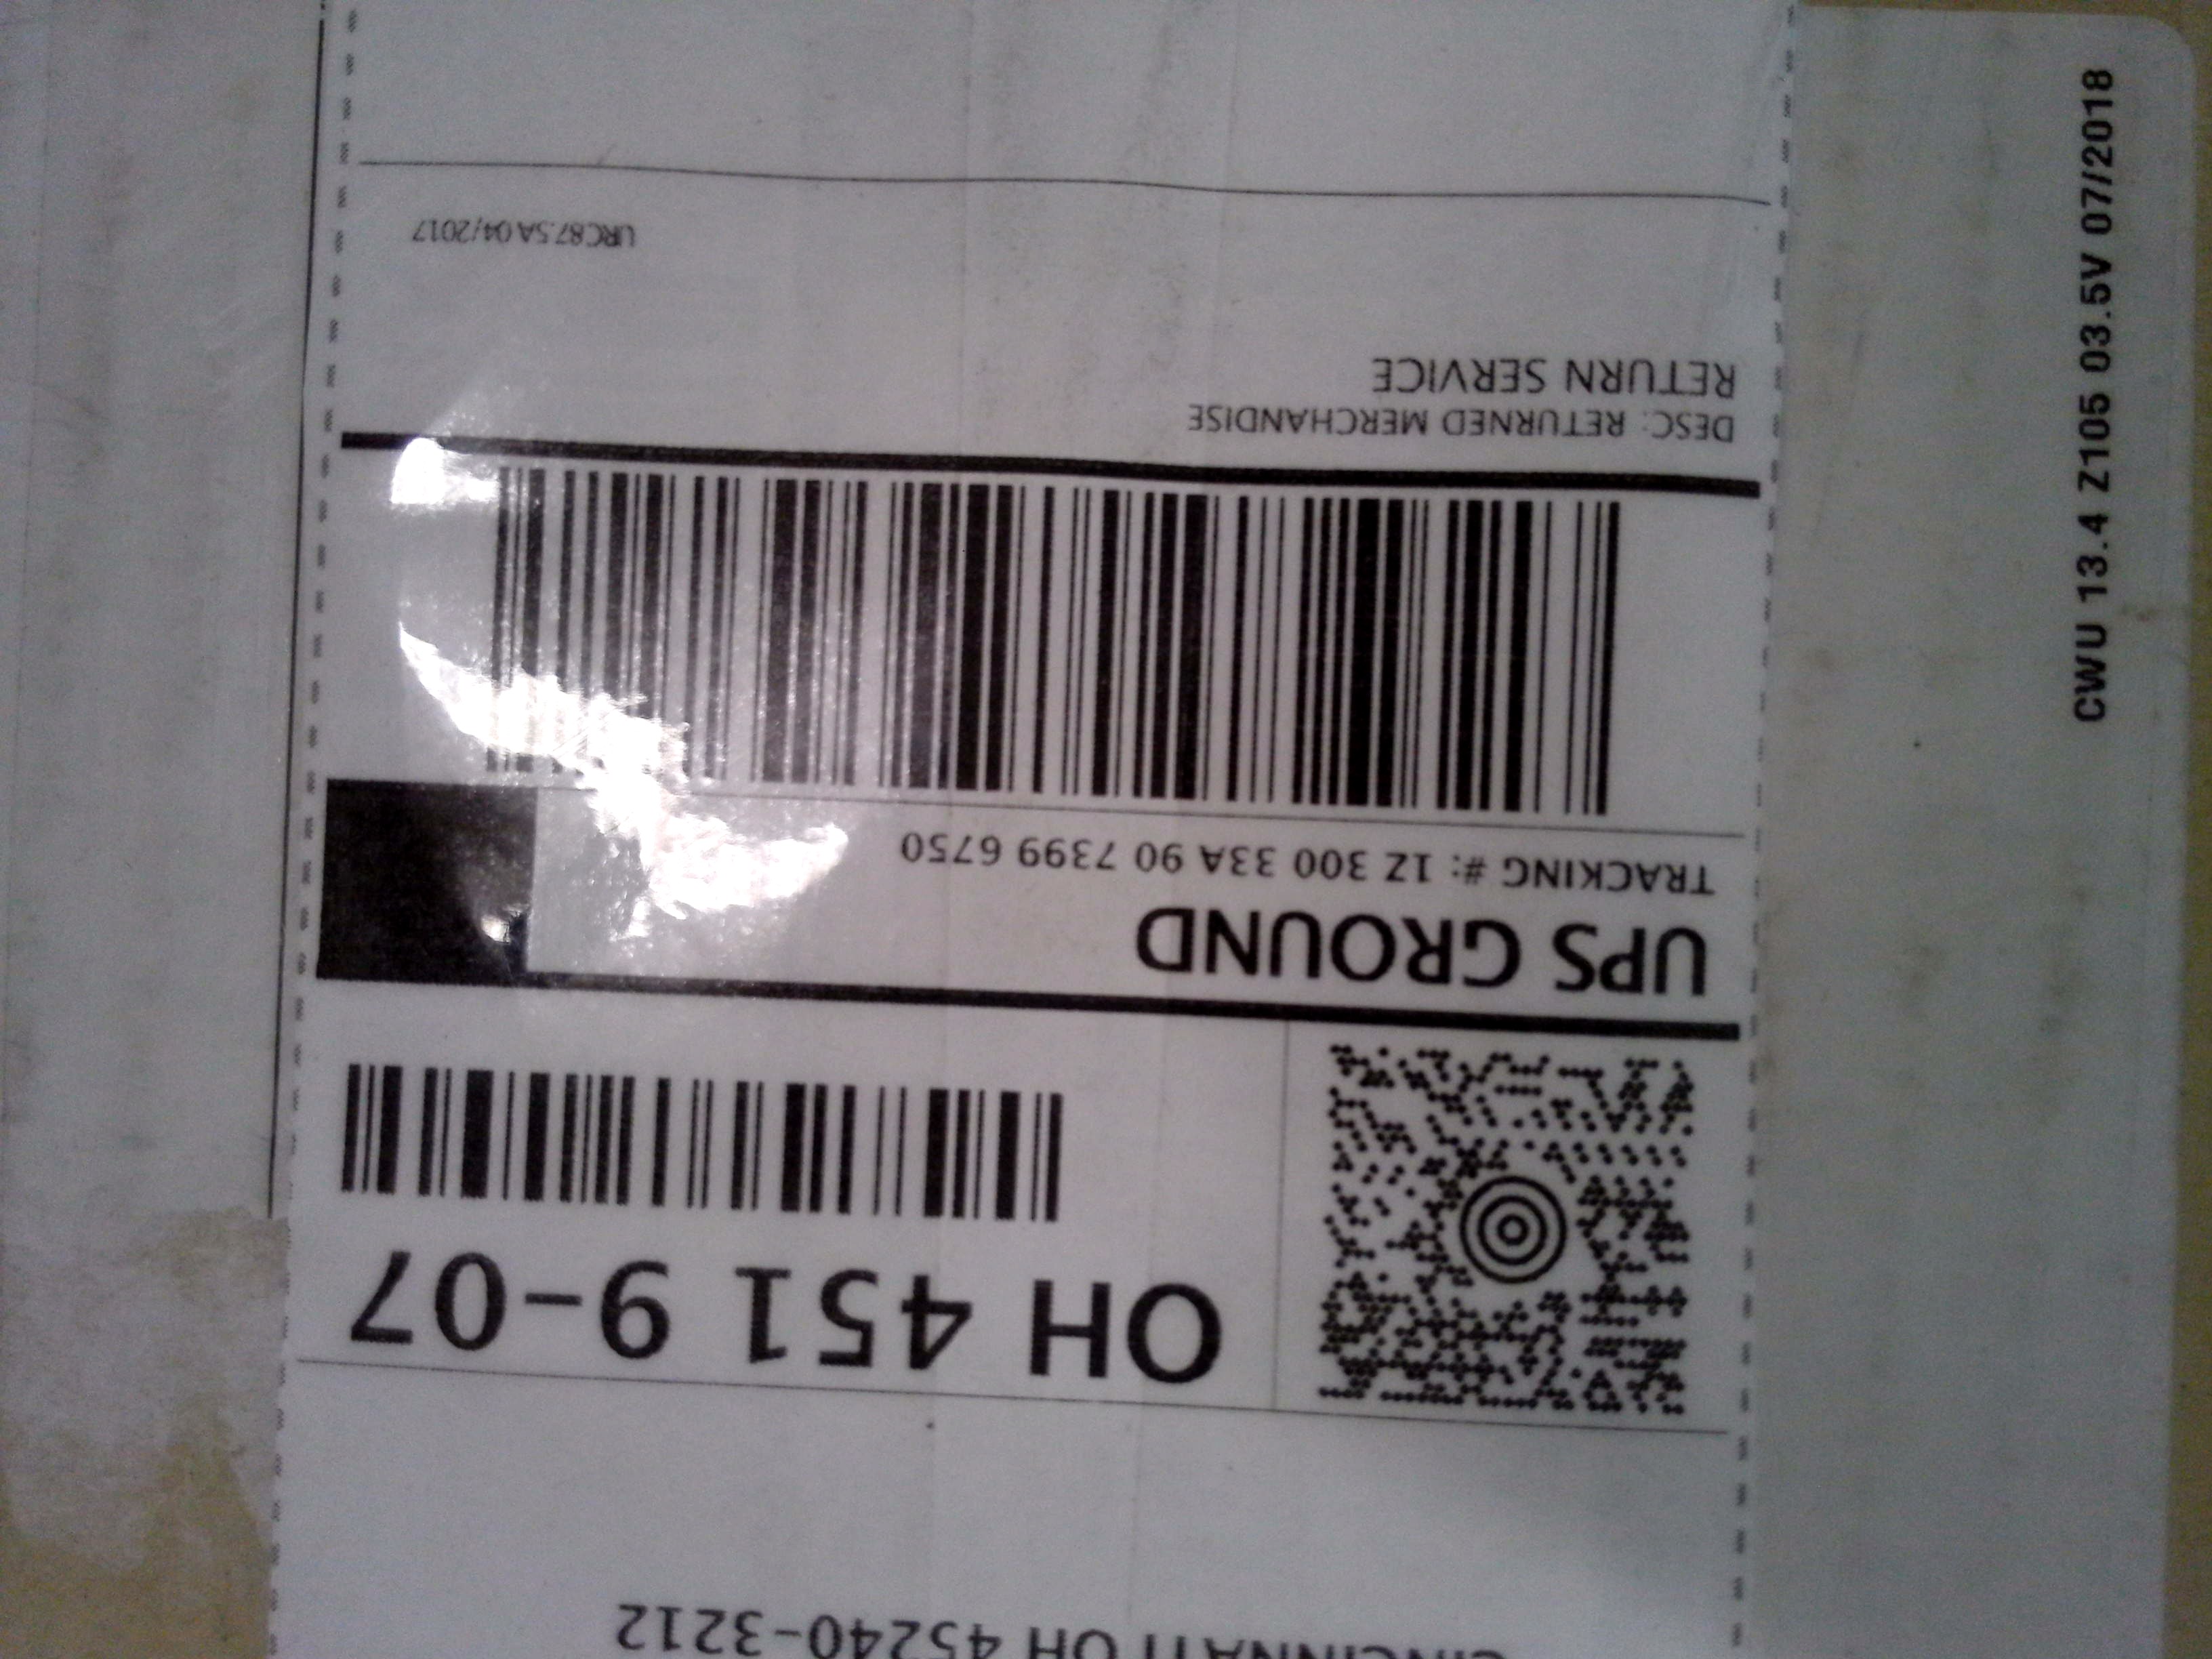 CINCINNATI OH 45240-3212
OH 451 9-07
UPS GROUND
TRACKING #: 1Z 300 33A 90 7399 6750
DESC: RETURNED MERCHANDISE
RETURN SERVICE
URC87.5A 04/2017
CWU 13.4 Z105 03.5V 07/2018